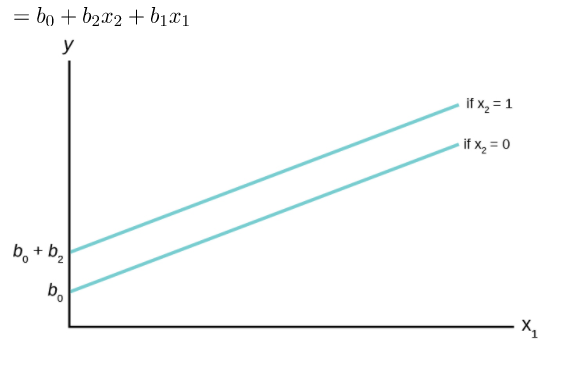 = b₀ + b₂x₂ + b₁x₁
y
if x₂ = 1
if x₂ = 0
b₀ + b₂
b₀
x₁